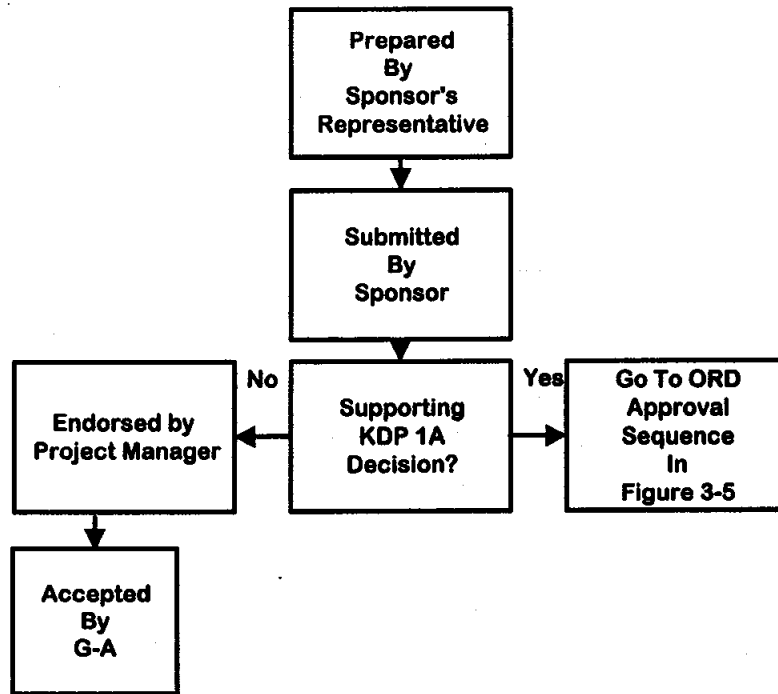 Prepared
By
Sponsor's
Representative
Submitted
By
Sponsor
No
Yes
Endorsed by
Project Manager
Supporting
KDP 1A
Decision?
Go To ORD
Approval
Sequence
In
Figure 3-5
Accepted
By
G-A